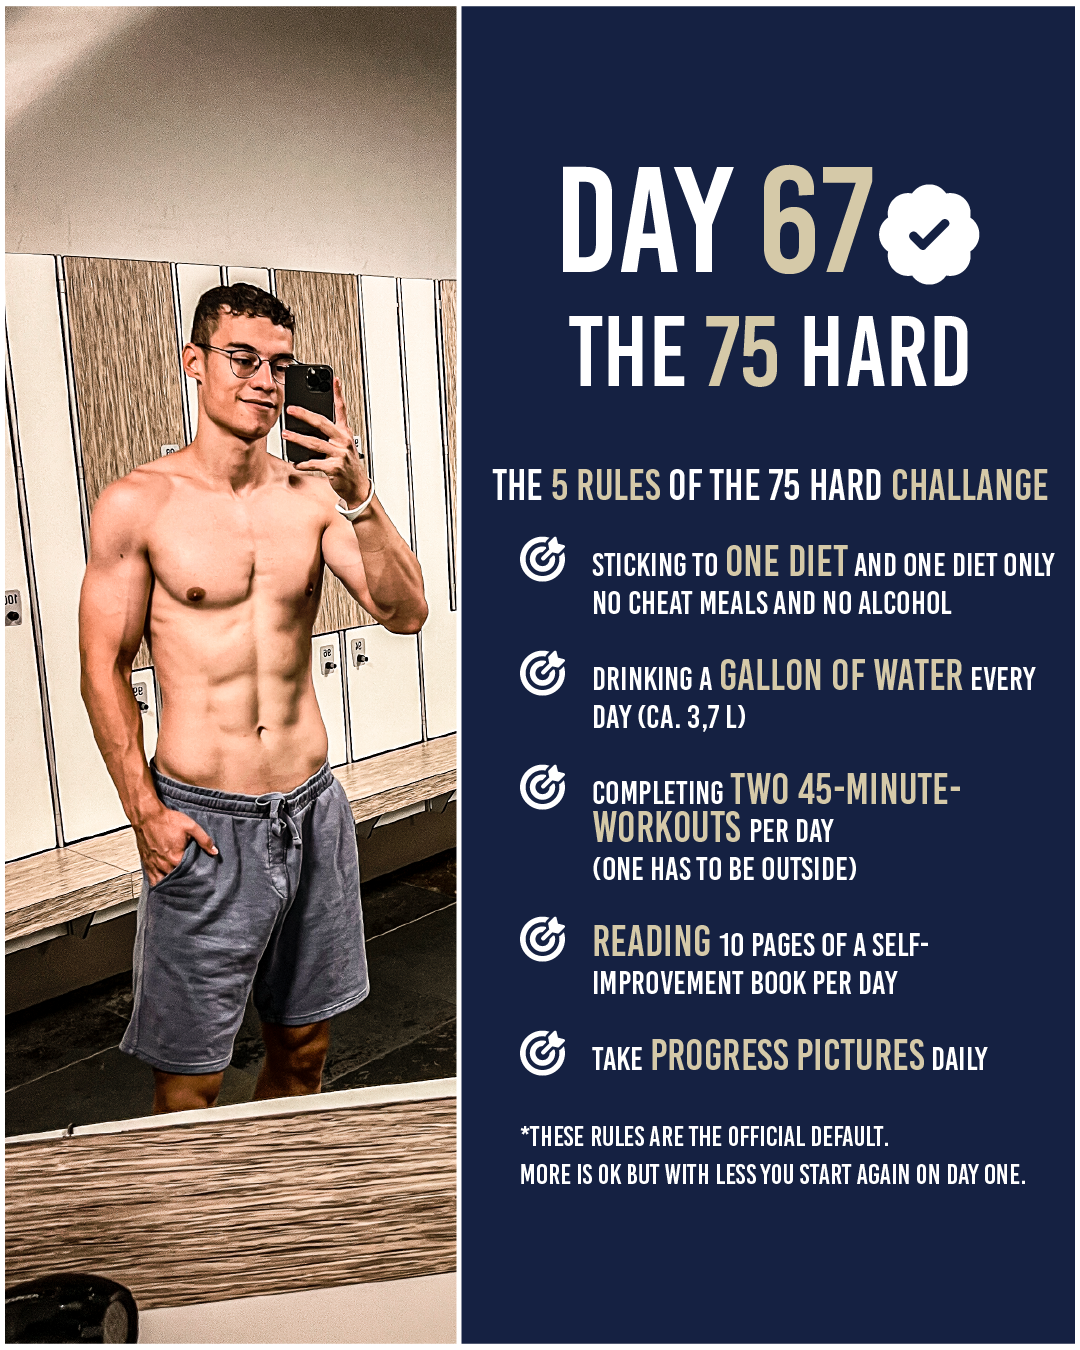 DAY 67
THE 75 HARD
THE 5 RULES OF THE 75 HARD CHALLANGE
STICKING TO ONE DIET AND ONE DIET ONLY
NO CHEAT MEALS AND NO ALCOHOL
DRINKING A GALLON OF WATER EVERY
DAY (CA. 3,7 L)
COMPLETING TWO 45-MINUTE-
WORKOUTS PER DAY
(ONE HAS TO BE OUTSIDE)
READING 10 PAGES OF A SELF-
IMPROVEMENT BOOK PER DAY
TAKE PROGRESS PICTURES DAILY
*THESE RULES ARE THE OFFICIAL DEFAULT.
MORE IS OK BUT WITH LESS YOU START AGAIN ON DAY ONE.